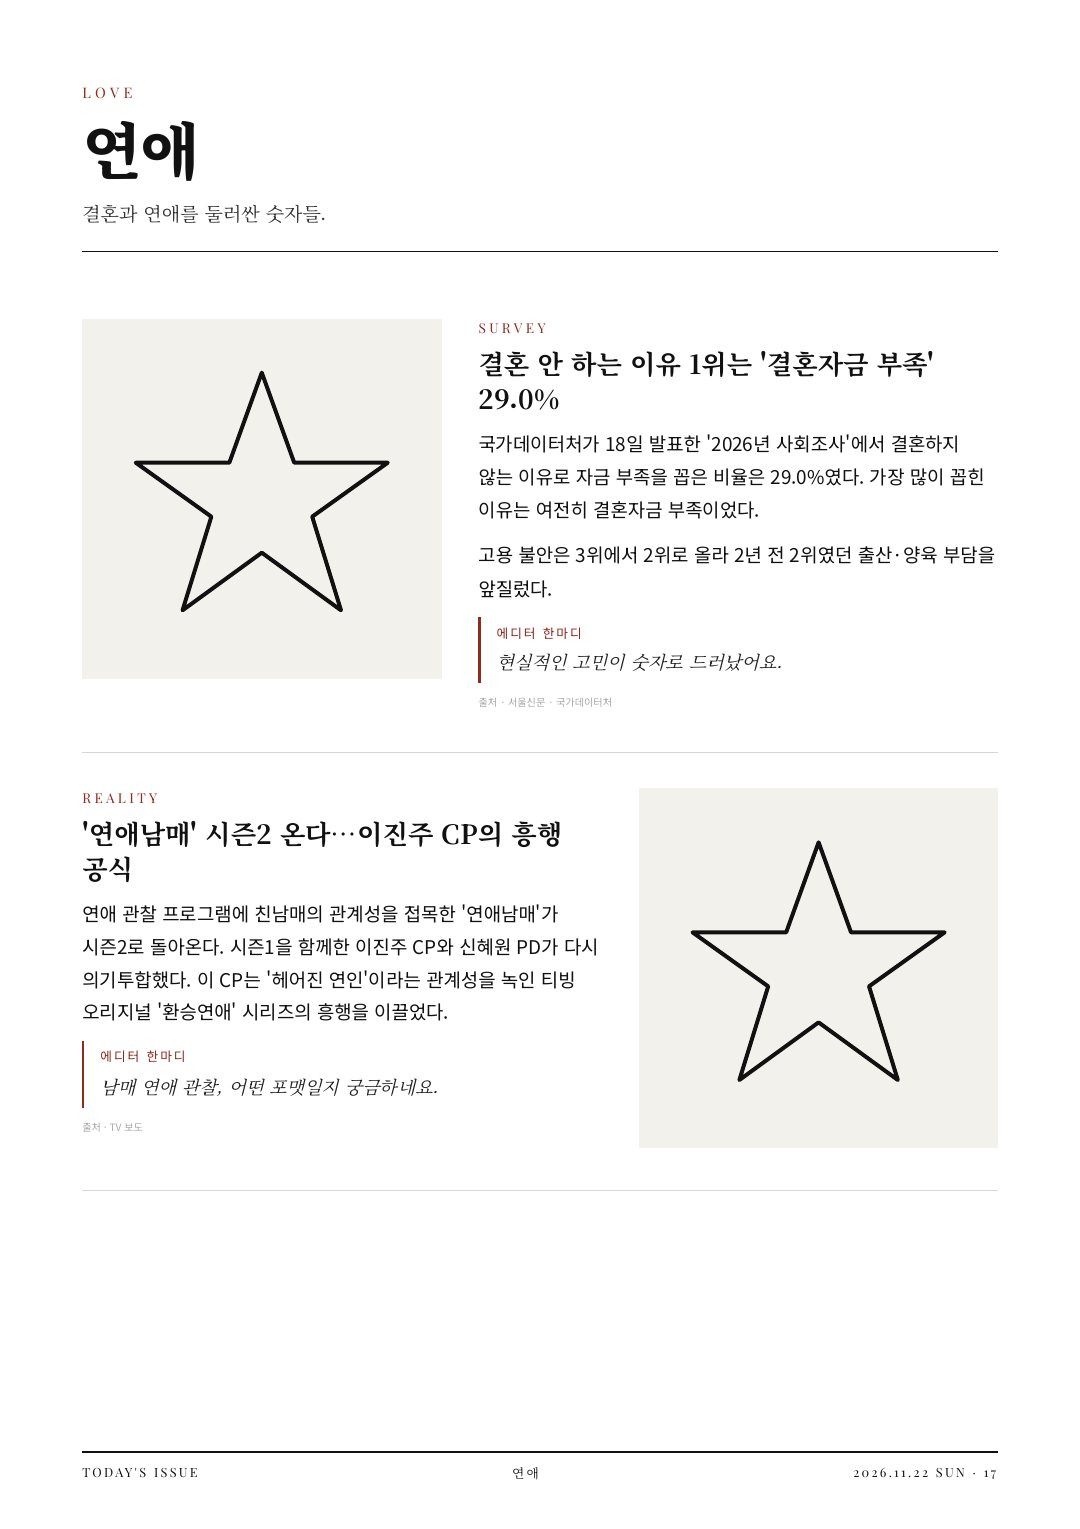 LOVE
연애
결혼과 연애를 둘러싼 숫자들.
SURVEY
결혼 안 하는 이유 1위는 '결혼자금 부족'
29.0%
국가데이터처가 18일 발표한 '2026년 사회조사'에서 결혼하지
않는 이유로 자금 부족을 꼽은 비율은 29.0%였다. 가장 많이 꼽힌
이유는 여전히 결혼자금 부족이었다.
고용 불안은 3위에서 2위로 올라 2년 전 2위였던 출산·양육 부담을
앞질렀다.
에디터 한마디
현실적인 고민이 숫자로 드러났어요.
출처 · 서울신문 · 국가데이터처
REALITY
'연애남매' 시즌2 온다…이진주 CP의 흥행
공식
연애 관찰 프로그램에 친남매의 관계성을 접목한 '연애남매'가
시즌2로 돌아온다. 시즌1을 함께한 이진주 CP와 신혜원 PD가 다시
의기투합했다. 이 CP는 '헤어진 연인'이라는 관계성을 녹인 티빙
오리지널 '환승연애' 시리즈의 흥행을 이끌었다.
에디터 한마디
남매 연애 관찰, 어떤 포맷일지 궁금하네요.
출처 · TV 보도
TODAY'S ISSUE
연애
2026.11.22 SUN · 17